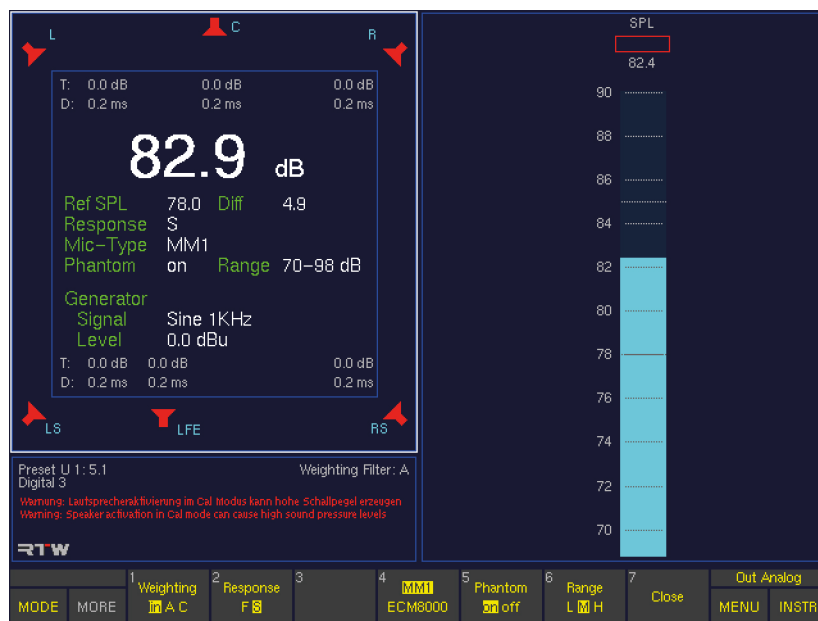 L C R
T: 0.0 dB 0.0 dB 0.0 dB
D: 0.2 ms 0.2 ms 0.2 ms
82.9 dB
Ref SPL 78.0 Diff 4.9
Response S
Mic-Type MM1
Phantom on Range 70-98 dB
Generator
Signal Sine 1KHz
Level 0.0 dBu
T: 0.0 dB 0.0 dB 0.0 dB
D: 0.2 ms 0.2 ms 0.2 ms
LS LFE RS
Preset U 1: 5.1 Weighting Filter: A
Digital 3
Warnung: Lautsprecheraktivierung im Cal Modus kann hohe Schallpegel erzeugen
Warning: Speaker activation in Cal mode can cause high sound pressure levels
RTW
SPL
82.4
90
88
86
84
82
80
78
76
74
72
70
1 2 3 4 5 6 7
Weighting Response MM1 Phantom Range Close Out Analog
MODE MORE lin A C F S ECM8000 on off L M H MENU INSTR